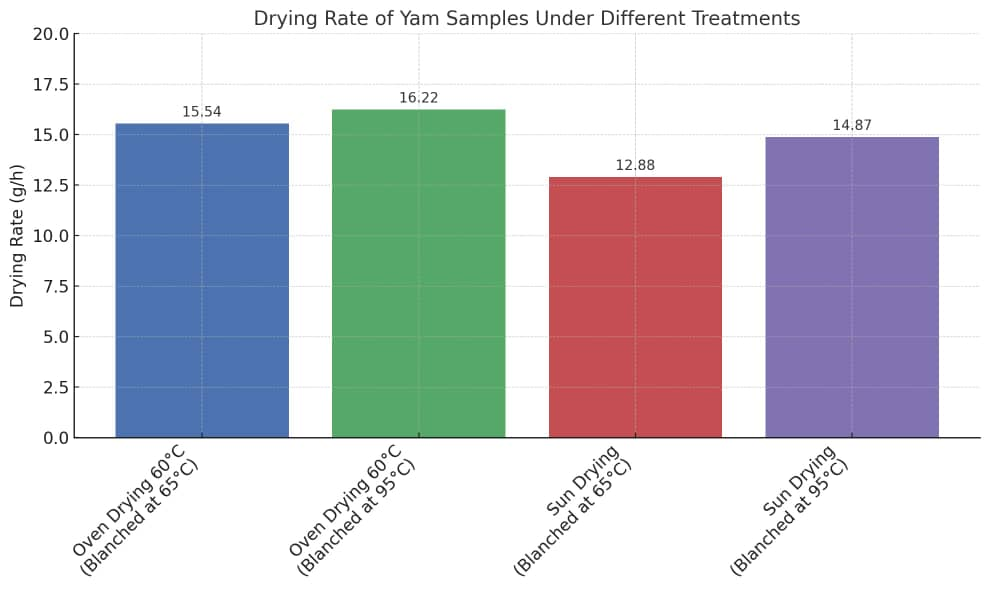 Drying Rate of Yam Samples Under Different Treatments
Drying Rate (g/h)
20.0
17.5
15.0
12.5
10.0
7.5
5.0
2.5
0.0
15.54
16.22
12.88
14.87
Oven Drying 60°C
(Blanched at 65°C)
Oven Drying 60°C
(Blanched at 95°C)
Sun Drying
(Blanched at 65°C)
Sun Drying
(Blanched at 95°C)